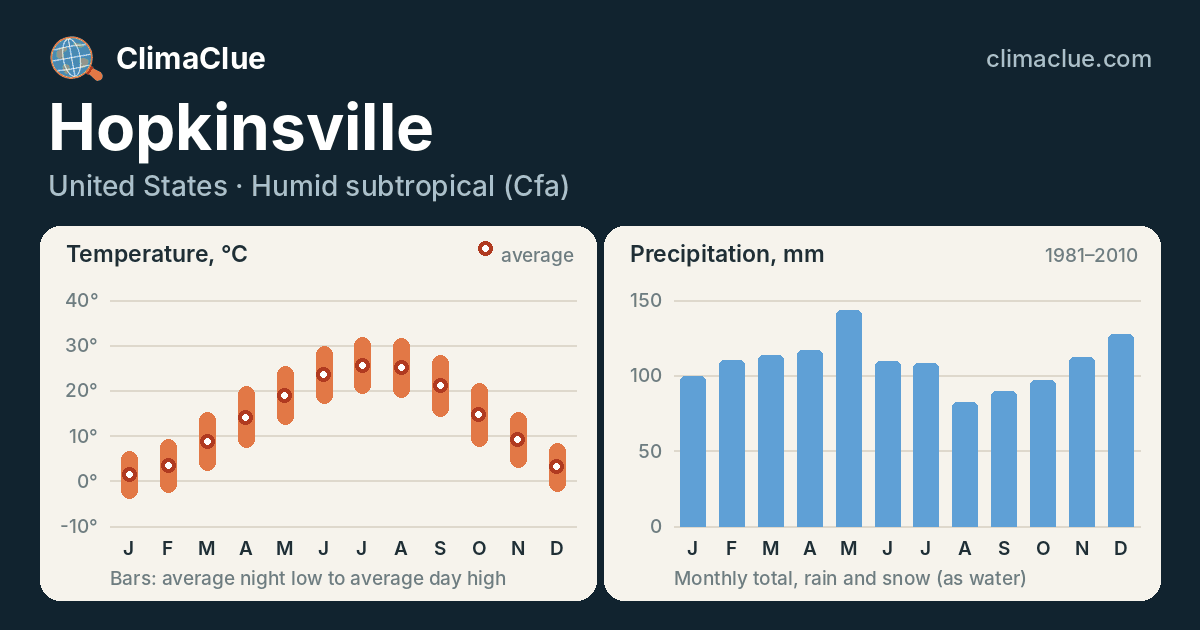 ClimaClue
climaclue.com
Hopkinsville
United States · Humid subtropical (Cfa)
Temperature, °C
average
40°
30°
20°
10°
0°
-10°
J F M A M J J A S O N D
Bars: average night low to average day high
Precipitation, mm
1981–2010
150
100
50
0
J F M A M J J A S O N D
Monthly total, rain and snow (as water)